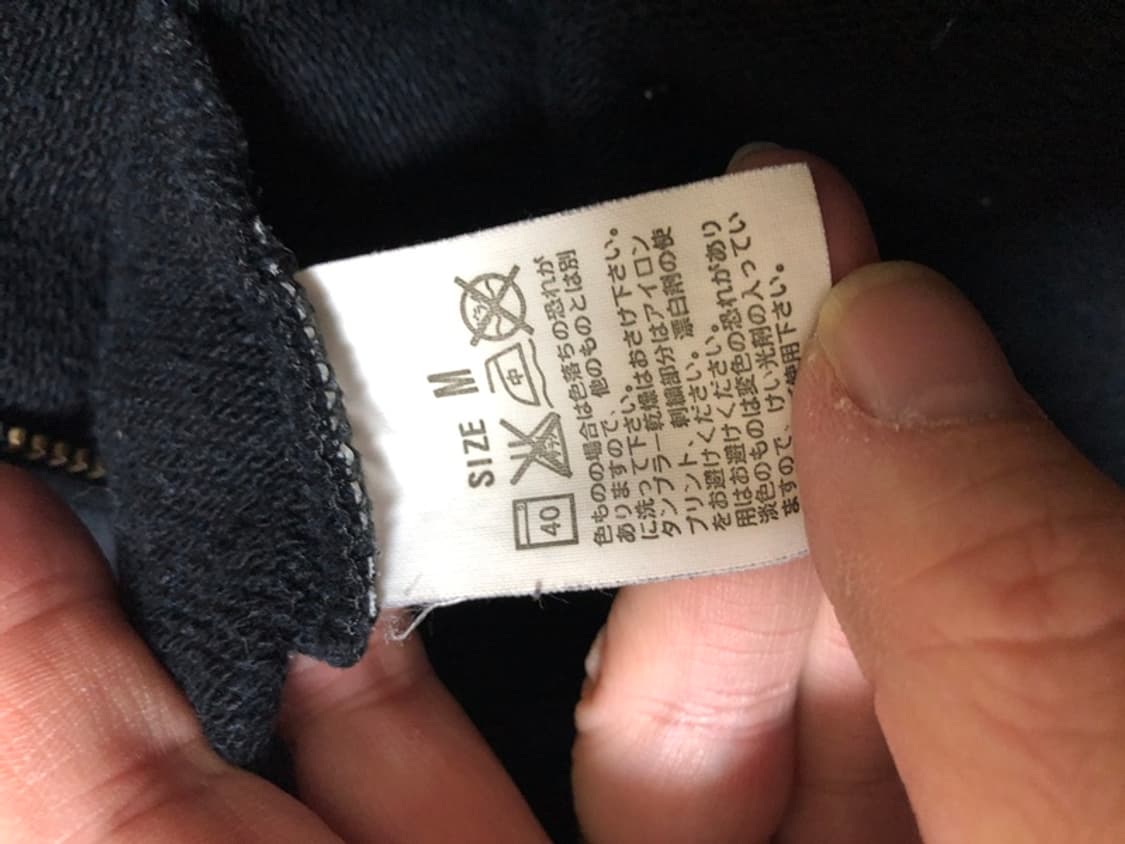 SIZE M
40 中
色ものの場合は色落ちの恐れが
ありますので、他のものとは別
に洗って下さい。
タンブラー乾燥はおさけ下さい。
プリント、刺繍部分はアイロン
をお避けください。漂白剤の使
用はお避けください。
淡色のものは変色の恐れがあり
ますので、けい光剤の入ってい
使用下さい。